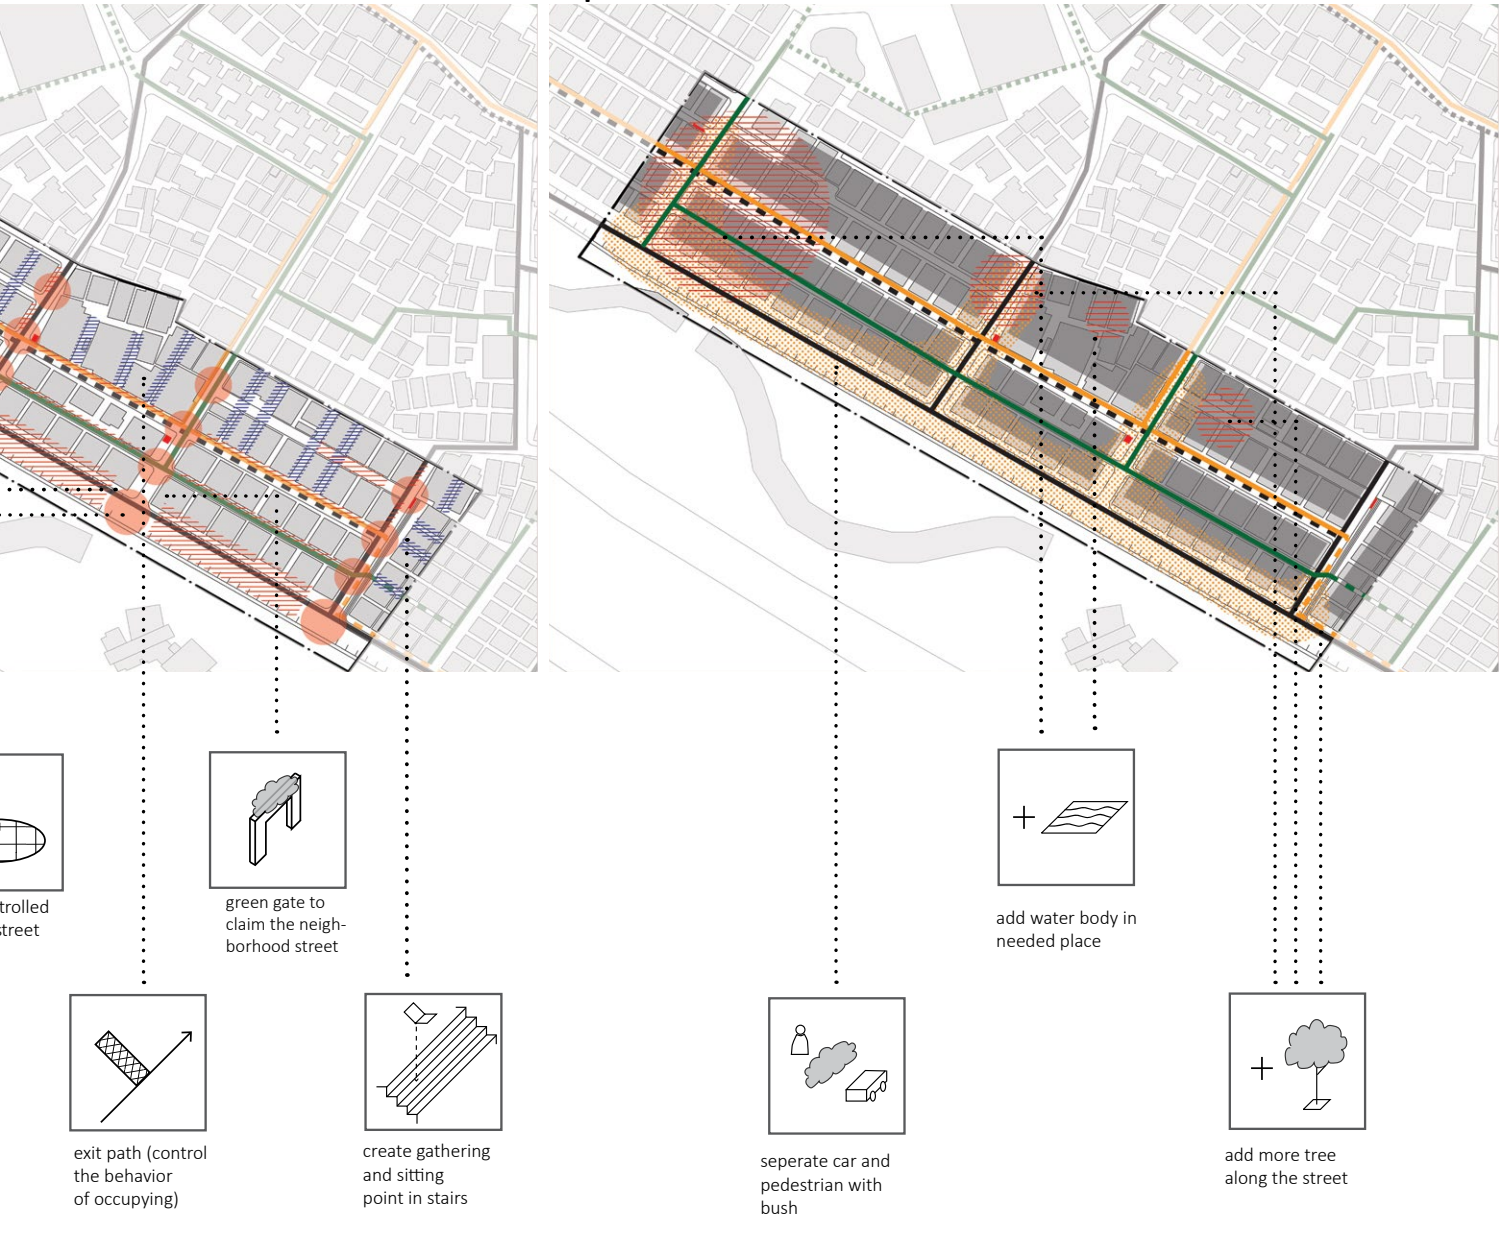 street
green gate to
claim the neigh-
borhood street
add water body in
needed place
exit path (control
the behavior
of occupying)
create gathering
and sitting
point in stairs
seperate car and
pedestrian with
bush
add more tree
along the street